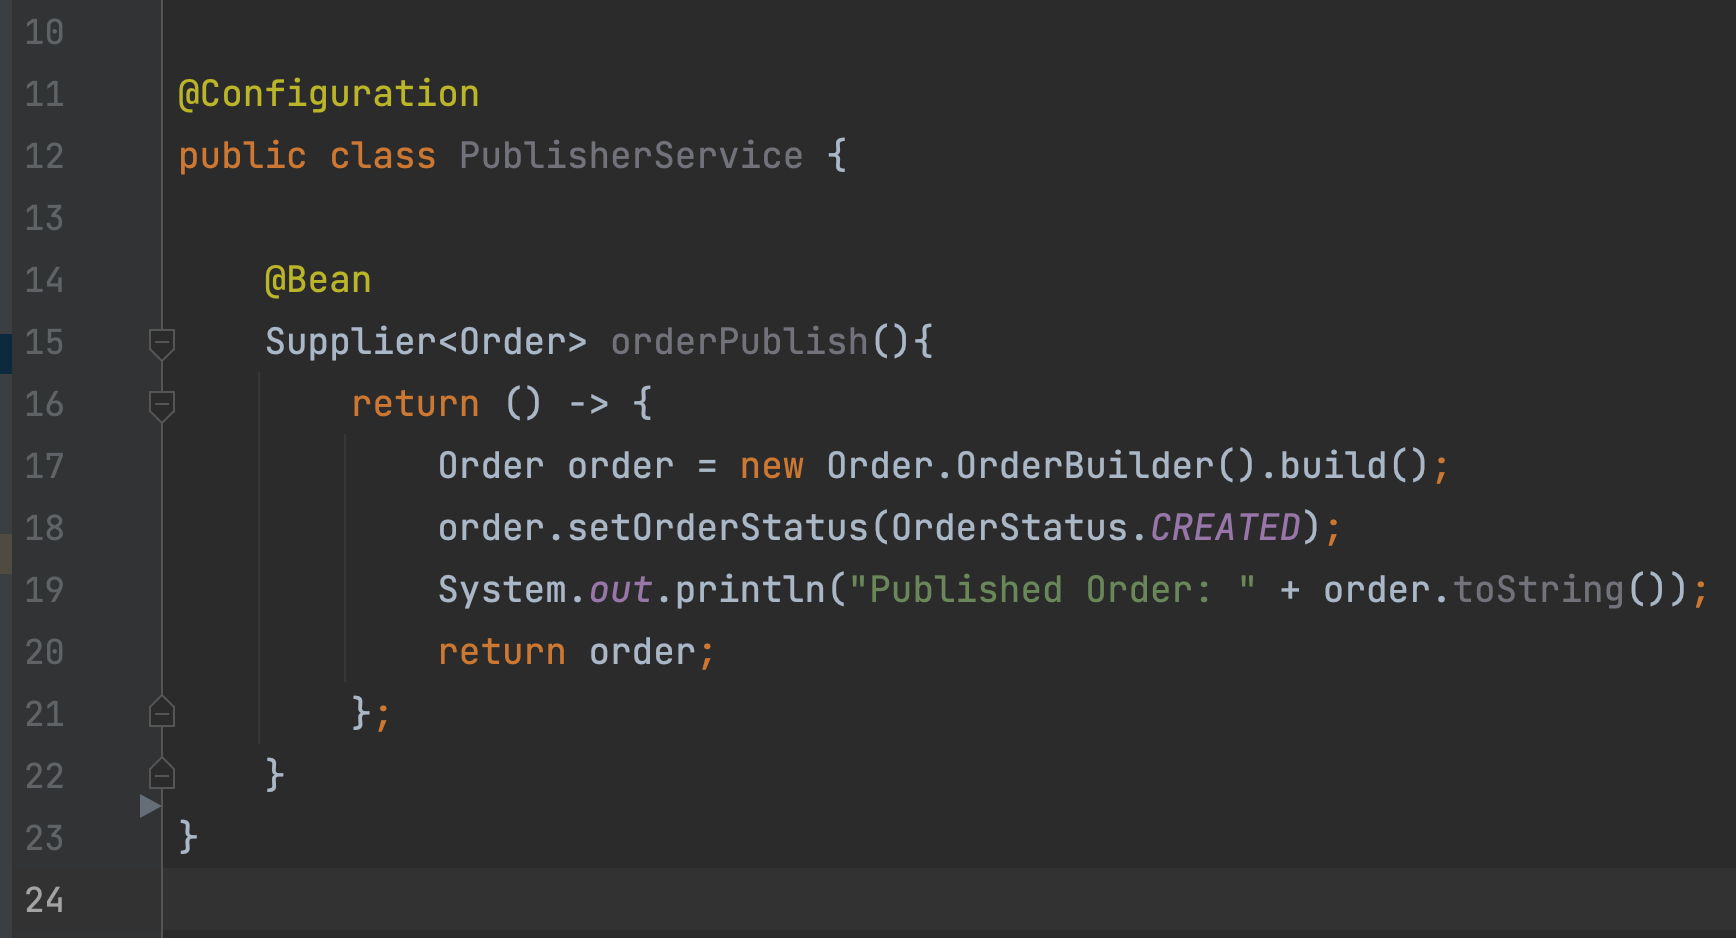 10
11 @Configuration
12 public class PublisherService {
13
14     @Bean
15     Supplier<Order> orderPublish(){
16         return () -> {
17             Order order = new Order.OrderBuilder().build();
18             order.setOrderStatus(OrderStatus.CREATED);
19             System.out.println("Published Order: " + order.toString());
20             return order;
21         };
22     }
23 }
24